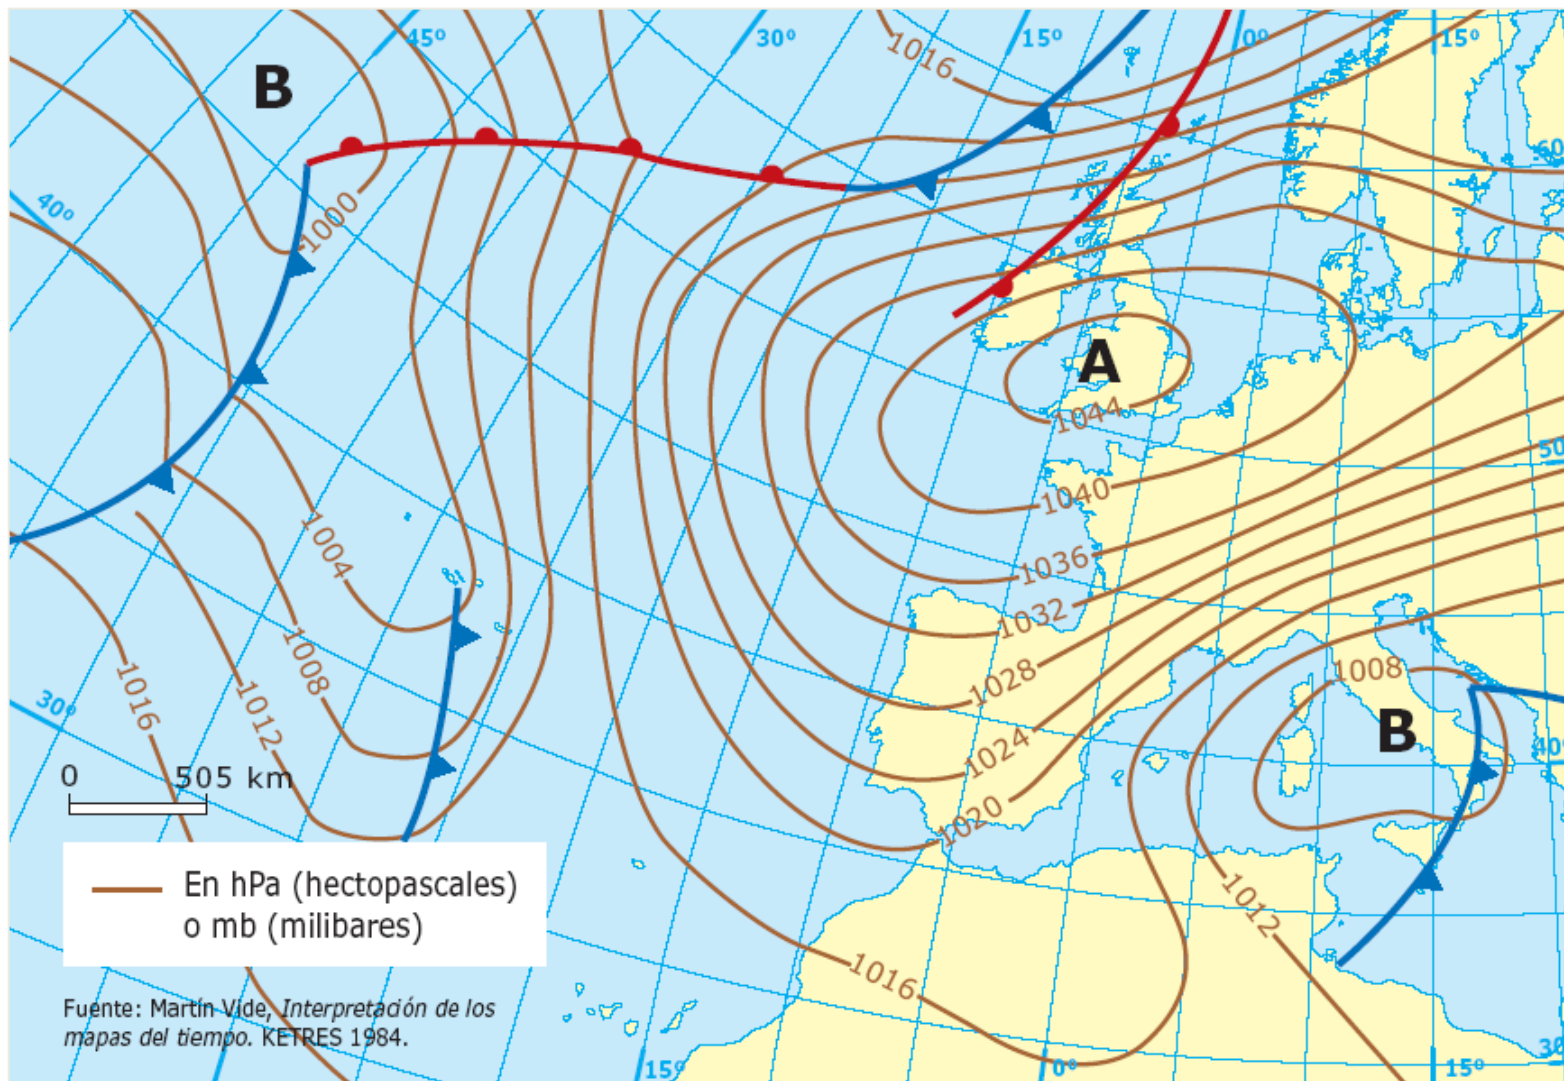 45º
30º
15º
0º
15º
1016
B
60
40º
1000
A
1044
50
1040
1004
1036
1032
1008
1028
1008
1016
1012
30º
B
1024
40º
0 505 km
1020
En hPa (hectopascales)
o mb (milibares)
1012
1016
Fuente: Martín Vide, Interpretación de los
mapas del tiempo. KETRES 1984.
15º
0º
15º
30